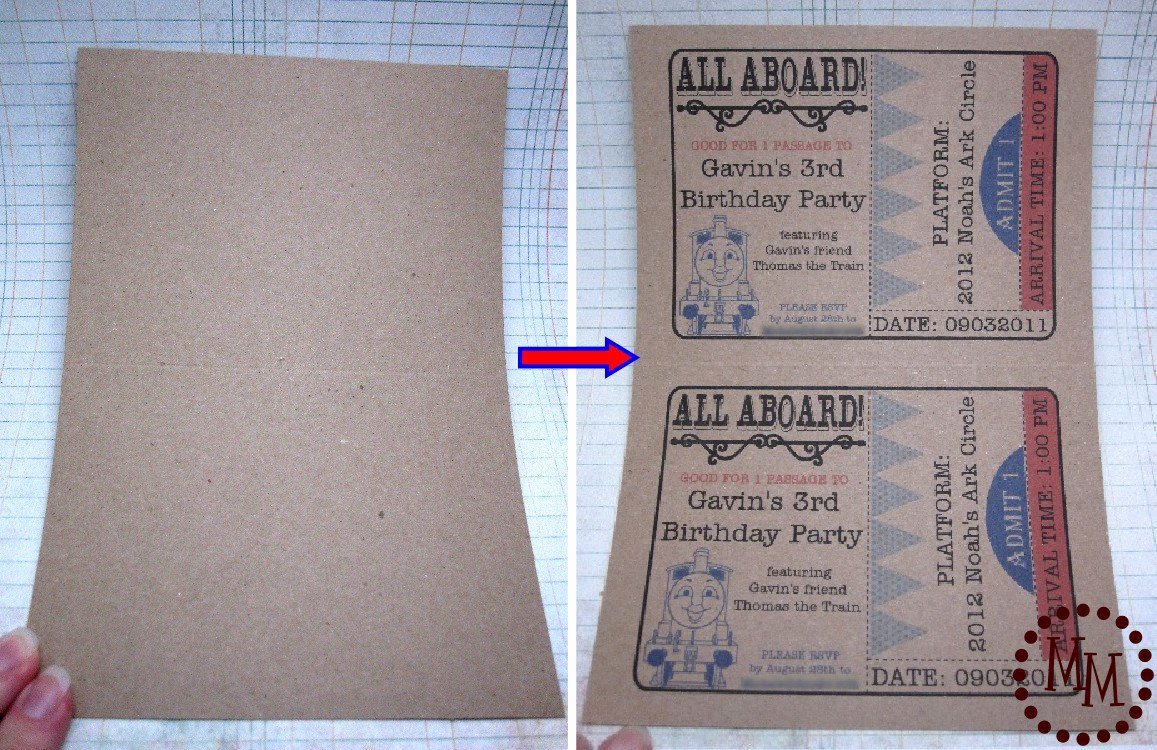 ALL ABOARD!
GOOD FOR 1 PASSAGE TO
Gavin's 3rd
Birthday Party
featuring
Gavin's friend
Thomas the Train
PLEASE RSVP
by August 28th to
PLATFORM:
2012 Noah's Ark Circle
ADMIT 1
ARRIVAL TIME: 1:00 PM
DATE: 09032011
ALL ABOARD!
GOOD FOR 1 PASSAGE TO
Gavin's 3rd
Birthday Party
featuring
Gavin's friend
Thomas the Train
PLEASE RSVP
by August 28th to
PLATFORM:
2012 Noah's Ark Circle
ADMIT 1
ARRIVAL TIME: 1:00 PM
DATE: 09032011
MM